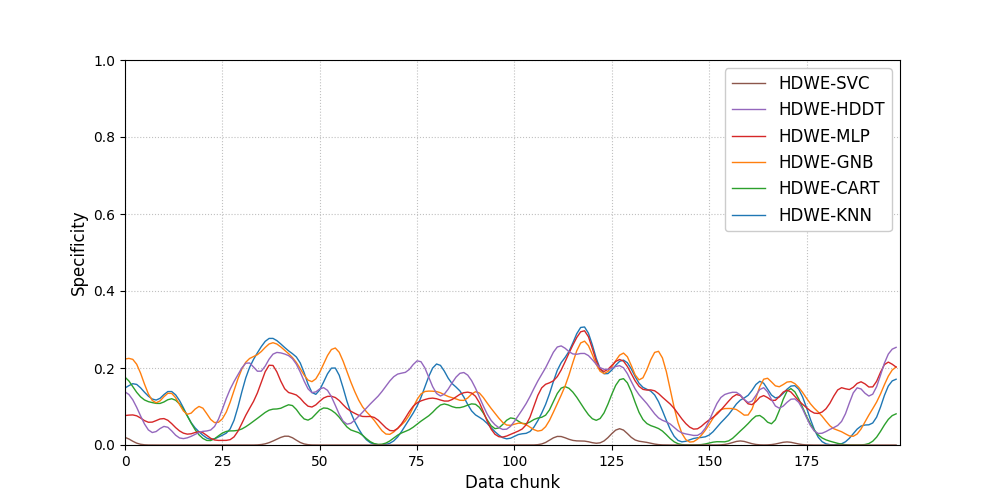 1.0
0.8
0.6
0.4
0.2
0.0
Specificity
0
25
50
75
100
125
150
175
Data chunk
HDWE-SVC
HDWE-HDDT
HDWE-MLP
HDWE-GNB
HDWE-CART
HDWE-KNN